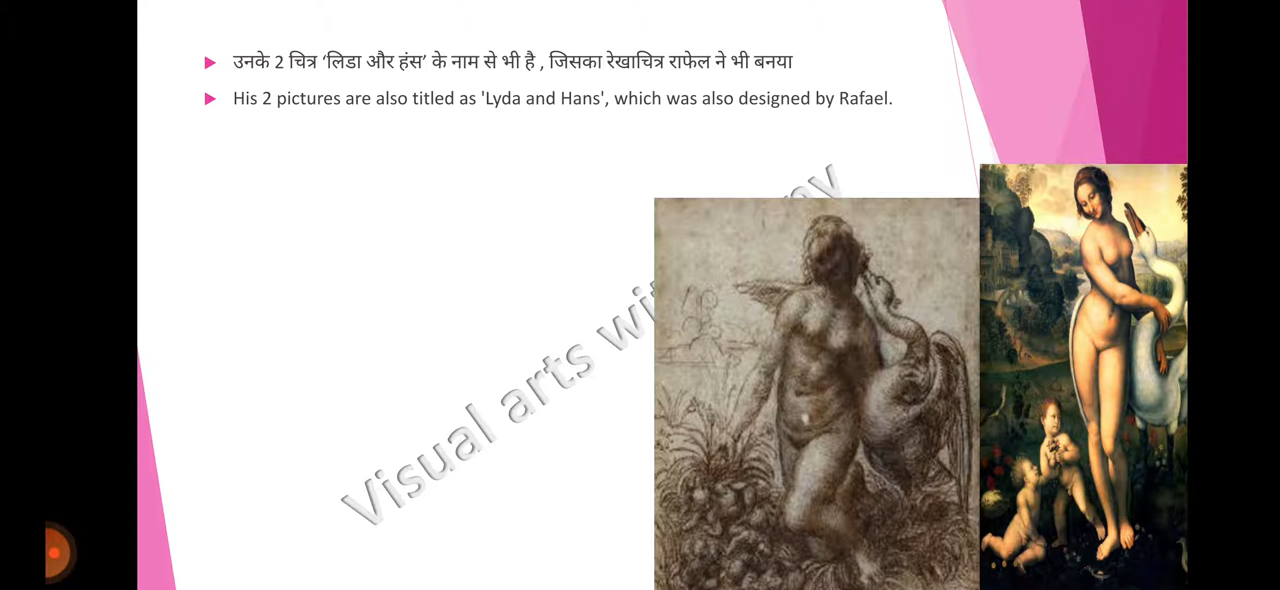 उनके 2 चित्र ‘लिडा और हंस’ के नाम से भी है , जिसका रेखाचित्र राफेल ने भी बनया
His 2 pictures are also titled as 'Lyda and Hans', which was also designed by Rafael.
Visual arts